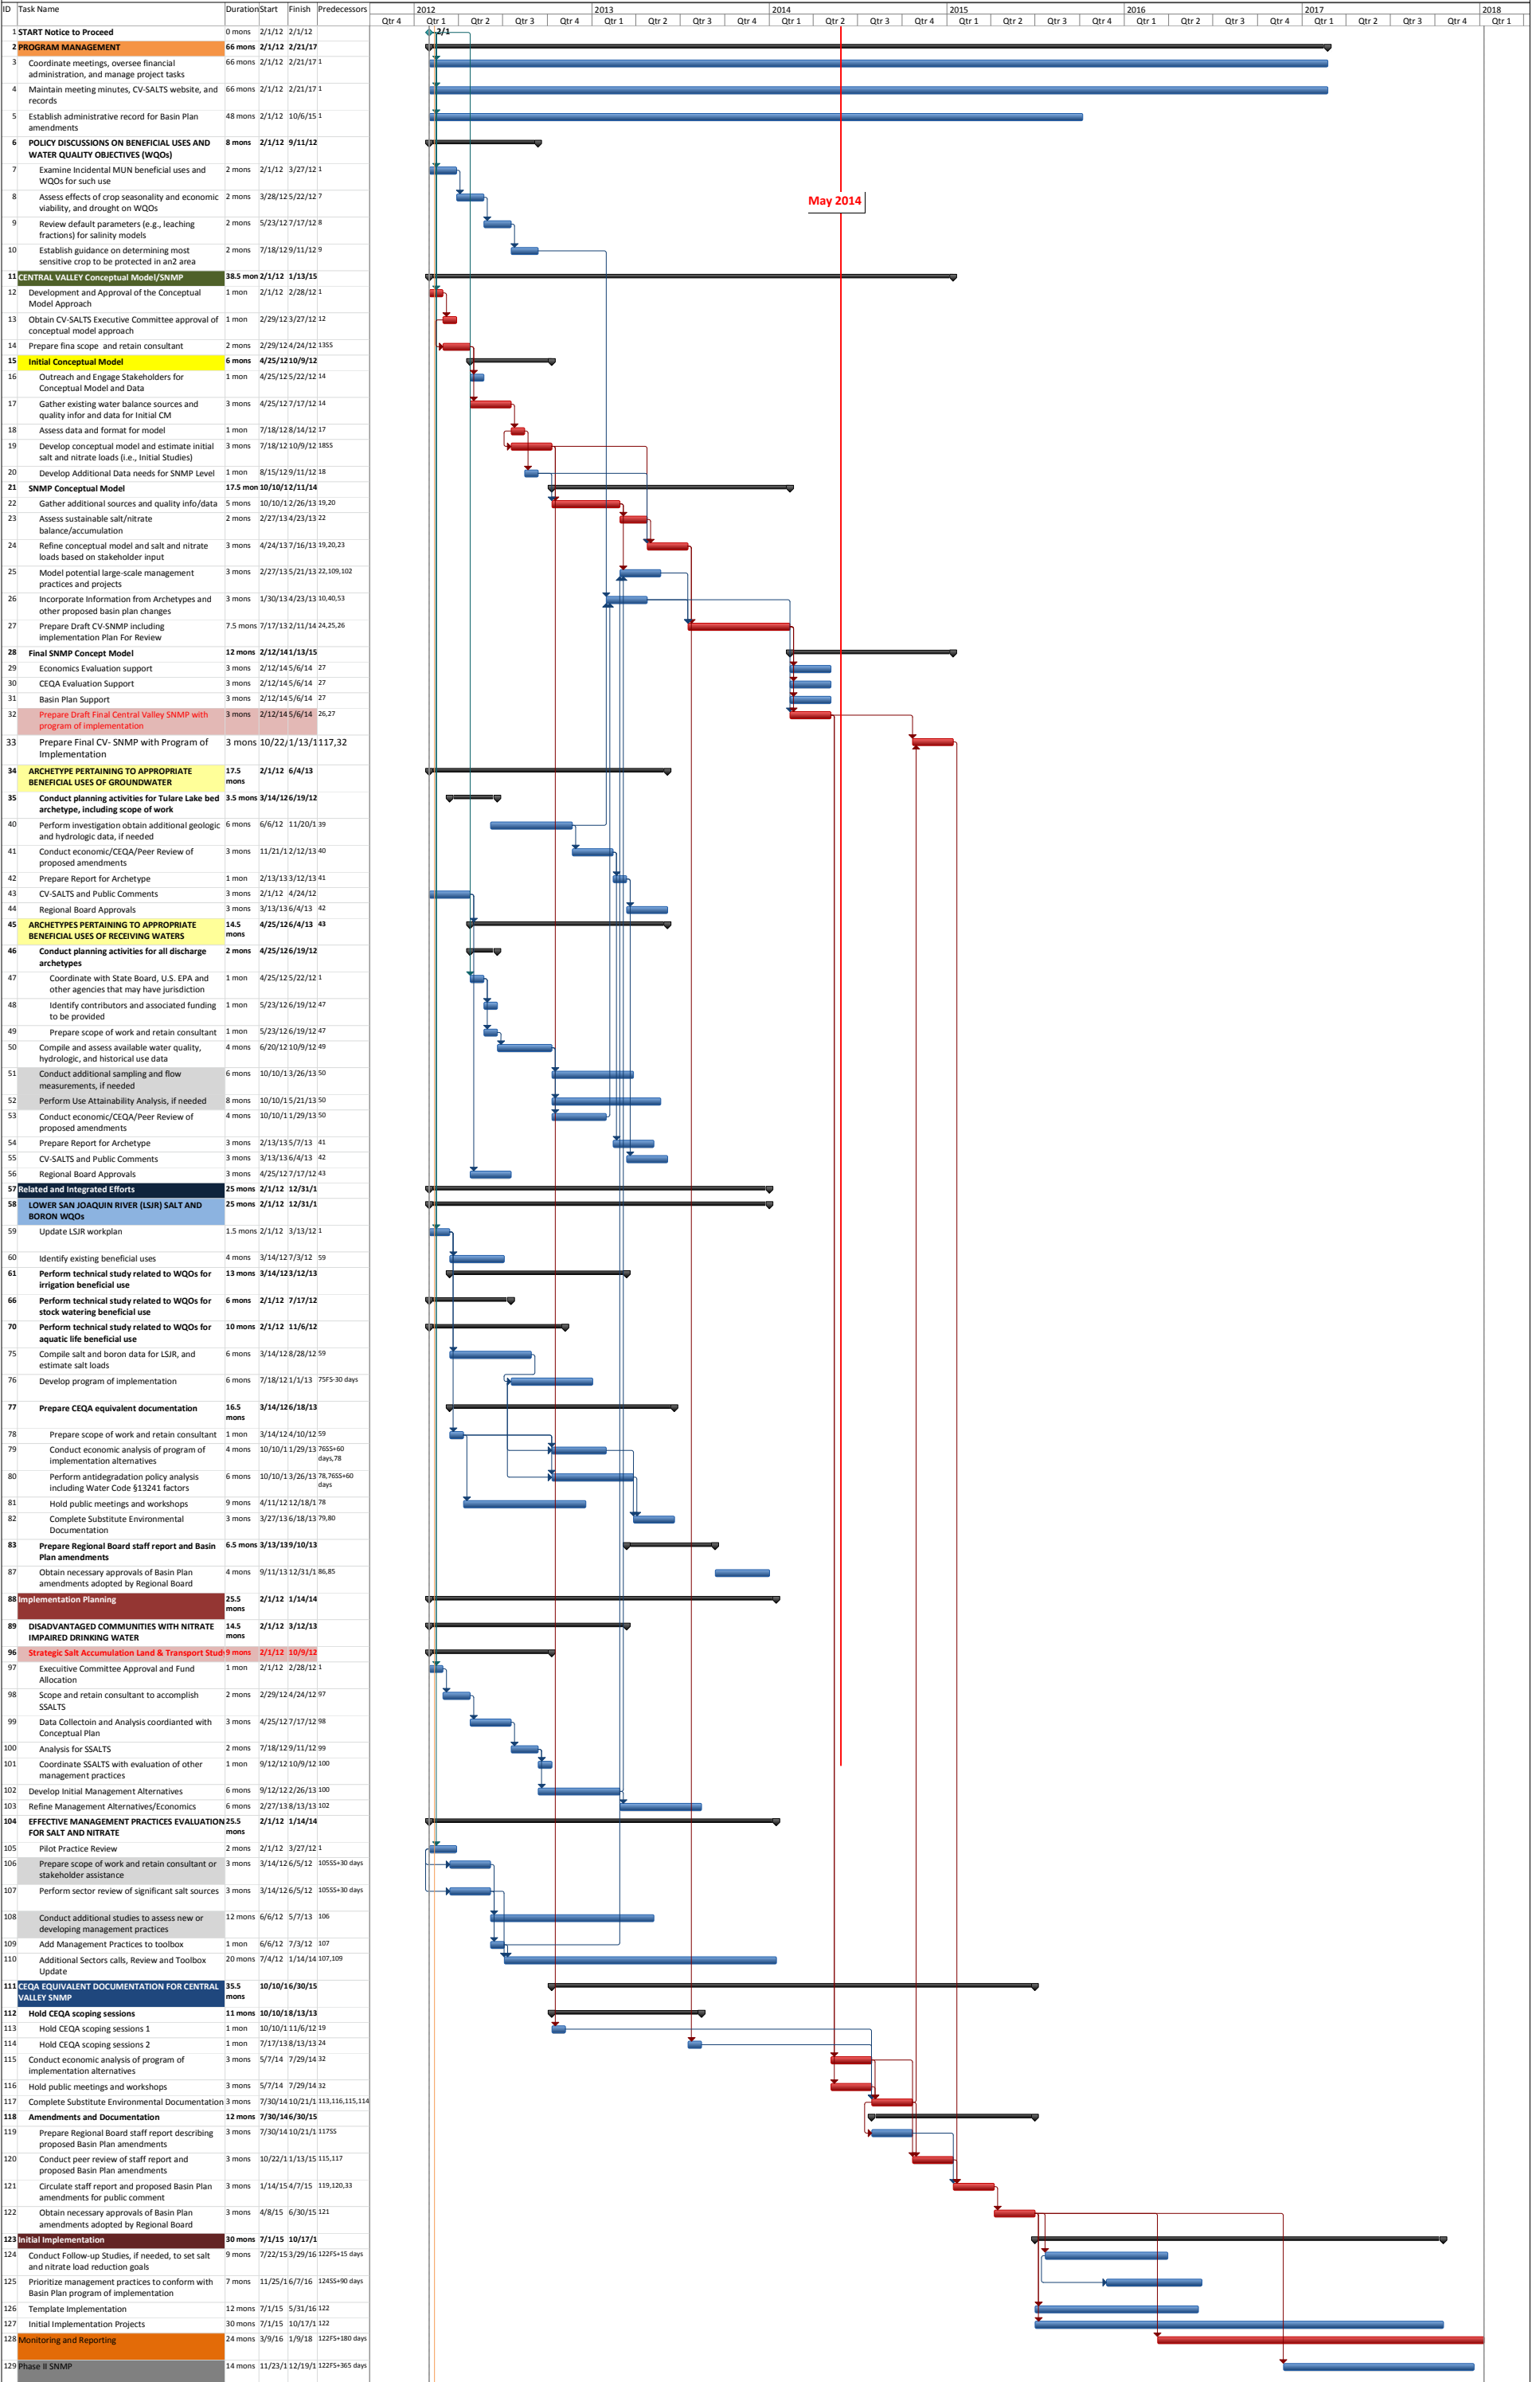 ID Task Name Duration Start Finish Predecessors 2012 2013 2014 2015 2016 2017 2018
Qtr 4 Qtr 1 Qtr 2 Qtr 3 Qtr 4 Qtr 1 Qtr 2 Qtr 3 Qtr 4 Qtr 1 Qtr 2 Qtr 3 Qtr 4 Qtr 1 Qtr 2 Qtr 3 Qtr 4 Qtr 1 Qtr 2 Qtr 3 Qtr 4 Qtr 1 Qtr 2 Qtr 3 Qtr 4 Qtr 1
1 START Notice to Proceed 0 mons 2/1/12 2/1/12 2/1
2 PROGRAM MANAGEMENT 66 mons 2/1/12 2/21/17
3 Coordinate meetings, oversee financial 66 mons 2/1/12 2/21/17 1
administration, and manage project tasks
4 Maintain meeting minutes, CV-SALTS website, and 66 mons 2/1/12 2/21/17 1
records
5 Establish administrative record for Basin Plan 48 mons 2/1/12 10/6/15 1
amendments
6 POLICY DISCUSSIONS ON BENEFICIAL USES AND 8 mons 2/1/12 9/11/12
WATER QUALITY OBJECTIVES (WQOs)
7 Examine Incidental MUN beneficial uses and 2 mons 2/1/12 3/27/12 1
WQOs for such use
8 Assess effects of crop seasonality and economic 2 mons 3/28/12 5/22/12 7
viability, and drought on WQOs
May 2014
9 Review default parameters (e.g., leaching 2 mons 5/23/12 7/17/12 8
fractions) for salinity models
10 Establish guidance on determining most 2 mons 7/18/12 9/11/12 9
sensitive crop to be protected in an2 area
11 CENTRAL VALLEY Conceptual Model/SNMP 38.5 mon 2/1/12 1/13/15
12 Development and Approval of the Conceptual 1 mon 2/1/12 2/28/12 1
Model Approach
13 Obtain CV-SALTS Executive Committee approval of 1 mon 2/29/12 3/27/12 12
conceptual model approach
14 Prepare fina scope and retain consultant 2 mons 2/29/12 4/24/12 13SS
15 Initial Conceptual Model 6 mons 4/25/12 10/9/12
16 Outreach and Engage Stakeholders for 1 mon 4/25/12 5/22/12 14
Conceptual Model and Data
17 Gather existing water balance sources and 3 mons 4/25/12 7/17/12 14
quality infor and data for Initial CM
18 Assess data and format for model 1 mon 7/18/12 8/14/12 17
19 Develop conceptual model and estimate initial 3 mons 7/18/12 10/9/12 18SS
salt and nitrate loads (i.e., Initial Studies)
20 Develop Additional Data needs for SNMP Level 1 mon 8/15/12 9/11/12 18
21 SNMP Conceptual Model 17.5 mon 10/10/1 2/11/14
22 Gather additional sources and quality info/data 5 mons 10/10/1 2/26/13 19,20
23 Assess sustainable salt/nitrate 2 mons 2/27/13 4/23/13 22
balance/accumulation
24 Refine conceptual model and salt and nitrate 3 mons 4/24/13 7/16/13 19,20,23
loads based on stakeholder input
25 Model potential large-scale management 3 mons 2/27/13 5/21/13 22,109,102
practices and projects
26 Incorporate Information from Archetypes and 3 mons 1/30/13 4/23/13 10,40,53
other proposed basin plan changes
27 Prepare Draft CV-SNMP including 7.5 mons 7/17/13 2/11/14 24,25,26
implementation Plan For Review
28 Final SNMP Concept Model 12 mons 2/12/14 1/13/15
29 Economics Evaluation support 3 mons 2/12/14 5/6/14 27
30 CEQA Evaluation Support 3 mons 2/12/14 5/6/14 27
31 Basin Plan Support 3 mons 2/12/14 5/6/14 27
32 Prepare Draft Final Central Valley SNMP with 3 mons 2/12/14 5/6/14 26,27
program of implementation
33 Prepare Final CV- SNMP with Program of 3 mons 10/22/ 1/13/1 117,32
Implementation
34 ARCHETYPE PERTAINING TO APPROPRIATE 17.5 2/1/12 6/4/13
BENEFICIAL USES OF GROUNDWATER mons
35 Conduct planning activities for Tulare Lake bed 3.5 mons 3/14/12 6/19/12
archetype, including scope of work
40 Perform investigation obtain additional geologic 6 mons 6/6/12 11/20/1 39
and hydrologic data, if needed
41 Conduct economic/CEQA/Peer Review of 3 mons 11/21/1 2/12/13 40
proposed amendments
42 Prepare Report for Archetype 1 mon 2/13/13 3/12/13 41
43 CV-SALTS and Public Comments 3 mons 2/1/12 4/24/12
44 Regional Board Approvals 3 mons 3/13/13 6/4/13 42
45 ARCHETYPES PERTAINING TO APPROPRIATE 14.5 4/25/12 6/4/13 43
BENEFICIAL USES OF RECEIVING WATERS mons
46 Conduct planning activities for all discharge 2 mons 4/25/12 6/19/12
archetypes
47 Coordinate with State Board, U.S. EPA and 1 mon 4/25/12 5/22/12 1
other agencies that may have jurisdiction
48 Identify contributors and associated funding 1 mon 5/23/12 6/19/12 47
to be provided
49 Prepare scope of work and retain consultant 1 mon 5/23/12 6/19/12 47
50 Compile and assess available water quality, 4 mons 6/20/12 10/9/12 49
hydrologic, and historical use data
51 Conduct additional sampling and flow 6 mons 10/10/1 3/26/13 50
measurements, if needed
52 Perform Use Attainability Analysis, if needed 8 mons 10/10/1 5/21/13 50
53 Conduct economic/CEQA/Peer Review of 4 mons 10/10/1 1/29/13 50
proposed amendments
54 Prepare Report for Archetype 3 mons 2/13/13 5/7/13 41
55 CV-SALTS and Public Comments 3 mons 3/13/13 6/4/13 42
56 Regional Board Approvals 3 mons 4/25/12 7/17/12 43
57 Related and Integrated Efforts 25 mons 2/1/12 12/31/1
58 LOWER SAN JOAQUIN RIVER (LSJR) SALT AND 25 mons 2/1/12 12/31/1
BORON WQOs
59 Update LSJR workplan 1.5 mons 2/1/12 3/13/12 1
60 Identify existing beneficial uses 4 mons 3/14/12 7/3/12 59
61 Perform technical study related to WQOs for 13 mons 3/14/12 3/12/13
irrigation beneficial use
66 Perform technical study related to WQOs for 6 mons 2/1/12 7/17/12
stock watering beneficial use
70 Perform technical study related to WQOs for 10 mons 2/1/12 11/6/12
aquatic life beneficial use
75 Compile salt and boron data for LSJR, and 6 mons 3/14/12 8/28/12 59
estimate salt loads
76 Develop program of implementation 6 mons 7/18/12 1/1/13 75FS-30 days
77 Prepare CEQA equivalent documentation 16.5 3/14/12 6/18/13
mons
78 Prepare scope of work and retain consultant 1 mon 3/14/12 4/10/12 59
79 Conduct economic analysis of program of 4 mons 10/10/1 1/29/13 76SS+60
implementation alternatives days,78
80 Perform antidegradation policy analysis 6 mons 10/10/1 3/26/13 78,76SS+60
including Water Code §13241 factors days
81 Hold public meetings and workshops 9 mons 4/11/12 12/18/1 78
82 Complete Substitute Environmental 3 mons 3/27/13 6/18/13 79,80
Documentation
83 Prepare Regional Board staff report and Basin 6.5 mons 3/13/13 9/10/13
Plan amendments
87 Obtain necessary approvals of Basin Plan 4 mons 9/11/13 12/31/1 86,85
amendments adopted by Regional Board
88 Implementation Planning 25.5 2/1/12 1/14/14
mons
89 DISADVANTAGED COMMUNITIES WITH NITRATE 14.5 2/1/12 3/12/13
IMPAIRED DRINKING WATER mons
96 Strategic Salt Accumulation Land & Transport Stud 9 mons 2/1/12 10/9/12
97 Execuitive Committee Approval and Fund 1 mon 2/1/12 2/28/12 1
Allocation
98 Scope and retain consultant to accomplish 2 mons 2/29/12 4/24/12 97
SSALTS
99 Data Collectoin and Analysis coordianted with 3 mons 4/25/12 7/17/12 98
Conceptual Plan
100 Analysis for SSALTS 2 mons 7/18/12 9/11/12 99
101 Coordinate SSALTS with evaluation of other 1 mon 9/12/12 10/9/12 100
management practices
102 Develop Initial Management Alternatives 6 mons 9/12/12 2/26/13 100
103 Refine Management Alternatives/Economics 6 mons 2/27/13 8/13/13 102
104 EFFECTIVE MANAGEMENT PRACTICES EVALUATION 25.5 2/1/12 1/14/14
FOR SALT AND NITRATE mons
105 Pilot Practice Review 2 mons 2/1/12 3/27/12 1
106 Prepare scope of work and retain consultant or 3 mons 3/14/12 6/5/12 105SS+30 days
stakeholder assistance
107 Perform sector review of significant salt sources 3 mons 3/14/12 6/5/12 105SS+30 days
108 Conduct additional studies to assess new or 12 mons 6/6/12 5/7/13 106
developing management practices
109 Add Management Practices to toolbox 1 mon 6/6/12 7/3/12 107
110 Additional Sectors calls, Review and Toolbox 20 mons 7/4/12 1/14/14 107,109
Update
111 CEQA EQUIVALENT DOCUMENTATION FOR CENTRAL 35.5 10/10/1 6/30/15
VALLEY SNMP mons
112 Hold CEQA scoping sessions 11 mons 10/10/1 8/13/13
113 Hold CEQA scoping sessions 1 1 mon 10/10/1 11/6/12 19
114 Hold CEQA scoping sessions 2 1 mon 7/17/13 8/13/13 24
115 Conduct economic analysis of program of 3 mons 5/7/14 7/29/14 32
implementation alternatives
116 Hold public meetings and workshops 3 mons 5/7/14 7/29/14 32
117 Complete Substitute Environmental Documentation 3 mons 7/30/14 10/21/1 113,116,115,114
118 Amendments and Documentation 12 mons 7/30/14 6/30/15
119 Prepare Regional Board staff report describing 3 mons 7/30/14 10/21/1 117SS
proposed Basin Plan amendments
120 Conduct peer review of staff report and 3 mons 10/22/1 1/13/15 115,117
proposed Basin Plan amendments
121 Circulate staff report and proposed Basin Plan 3 mons 1/14/15 4/7/15 119,120,33
amendments for public comment
122 Obtain necessary approvals of Basin Plan 3 mons 4/8/15 6/30/15 121
amendments adopted by Regional Board
123 Initial Implementation 30 mons 7/1/15 10/17/1
124 Conduct Follow-up Studies, if needed, to set salt 9 mons 7/22/15 3/29/16 122FS+15 days
and nitrate load reduction goals
125 Prioritize management practices to conform with 7 mons 11/25/1 6/7/16 124SS+90 days
Basin Plan program of implementation
126 Template Implementation 12 mons 7/1/15 5/31/16 122
127 Initial Implementation Projects 30 mons 7/1/15 10/17/1 122
128 Monitoring and Reporting 24 mons 3/9/16 1/9/18 122FS+180 days
129 Phase II SNMP 14 mons 11/23/1 12/19/1 122FS+365 days